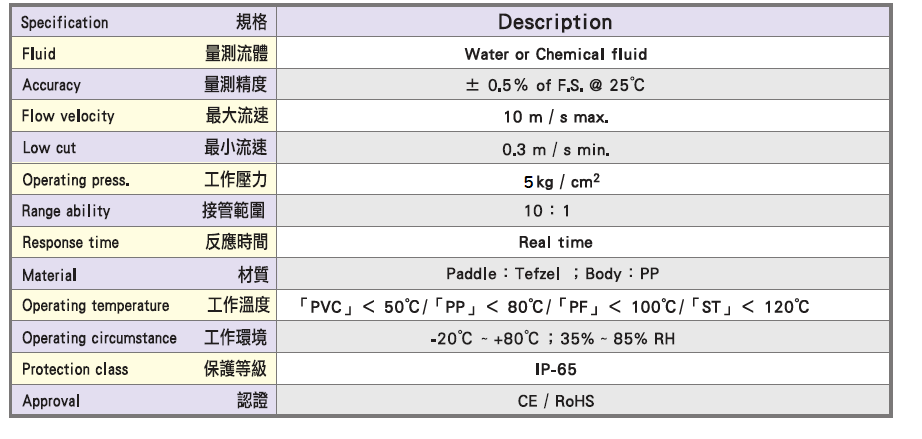 Specification 規格 Description
Fluid 量測流體 Water or Chemical fluid
Accuracy 量測精度 ± 0.5% of F.S. @ 25℃
Flow velocity 最大流速 10 m / s max.
Low cut 最小流速 0.3 m / s min.
Operating press. 工作壓力 5kg / cm²
Range ability 接管範圍 10：1
Response time 反應時間 Real time
Material 材質 Paddle：Tefzel ；Body：PP
Operating temperature 工作溫度 「PVC」< 50℃/「PP」< 80℃/「PF」< 100℃/「ST」< 120℃
Operating circumstance 工作環境 -20℃ ~ +80℃；35% ~ 85% RH
Protection class 保護等級 IP-65
Approval 認證 CE / RoHS